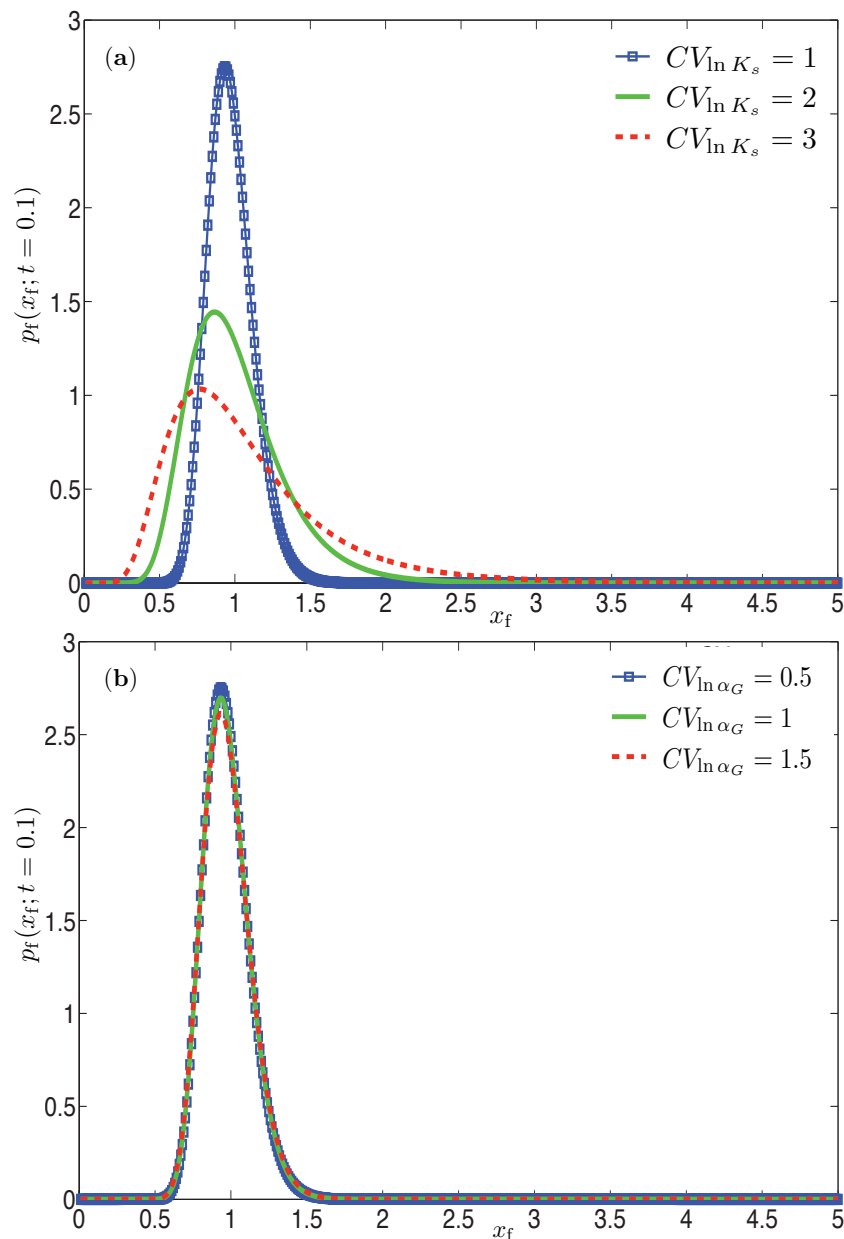 (a)
CV_{ln K_s} = 1
CV_{ln K_s} = 2
CV_{ln K_s} = 3
p_f(x_f; t = 0.1)
3
2.5
2
1.5
1
0.5
0
0 0.5 1 1.5 2 2.5 3 3.5 4 4.5 5
x_f
(b)
CV_{ln α_G} = 0.5
CV_{ln α_G} = 1
CV_{ln α_G} = 1.5
p_f(x_f; t = 0.1)
3
2.5
2
1.5
1
0.5
0
0 0.5 1 1.5 2 2.5 3 3.5 4 4.5 5
x_f